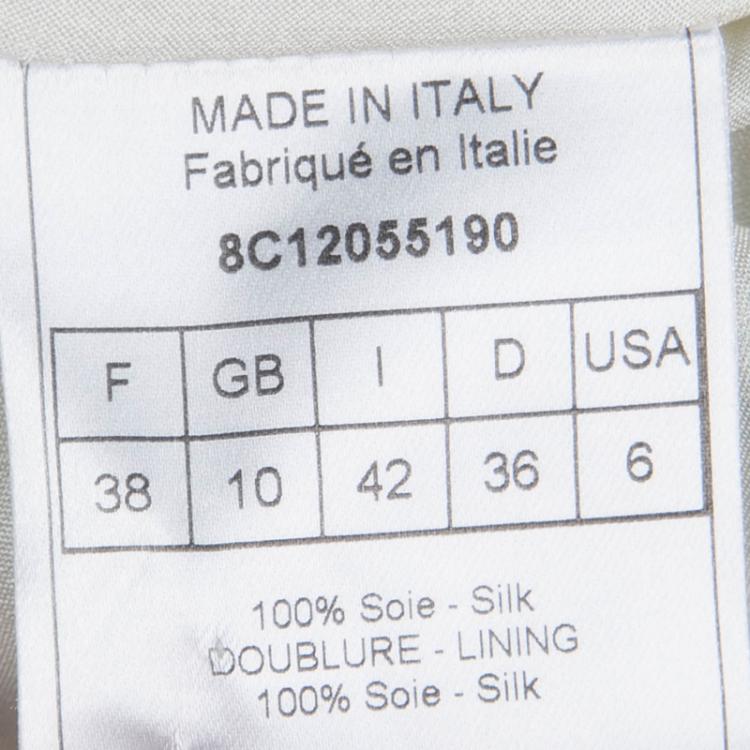 MADE IN ITALY
Fabriqué en Italie
8C12055190
F GB I D USA
38 10 42 36 6
100% Soie - Silk
DOUBLURE - LINING
100% Soie - Silk